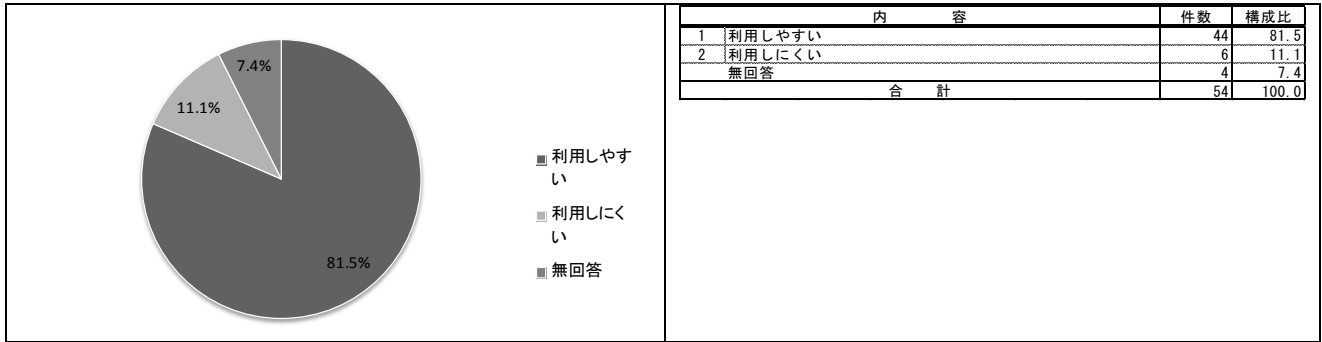 7.4%
11.1%
81.5%
利用しやす
い
利用しにく
い
無回答
内 容 件数 構成比
1 利用しやすい 44 81.5
2 利用しにくい 6 11.1
無回答 4 7.4
合 計 54 100.0